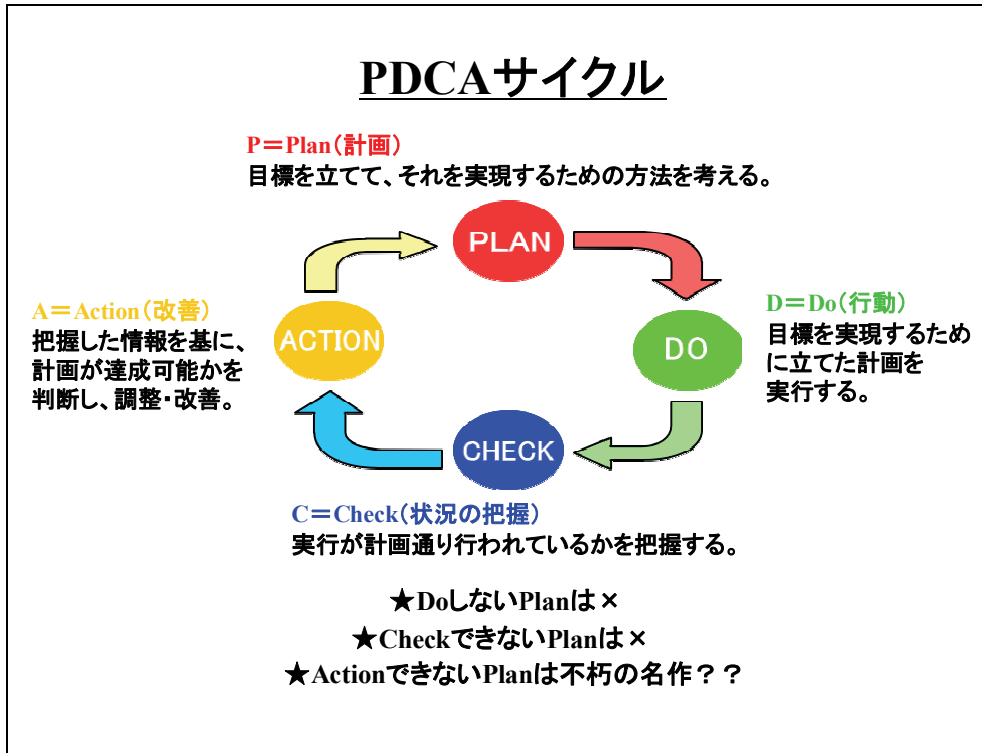 PDCAサイクル
P＝Plan（計画）
目標を立てて、それを実現するための方法を考える。
PLAN
A＝Action（改善）
把握した情報を基に、
計画が達成可能かを
判断し、調整・改善。
ACTION
D＝Do（行動）
目標を実現するため
に立てた計画を
実行する。
DO
CHECK
C＝Check（状況の把握）
実行が計画通り行われているかを把握する。
★DoしないPlanは×
★CheckできないPlanは×
★ActionできないPlanは不朽の名作？？